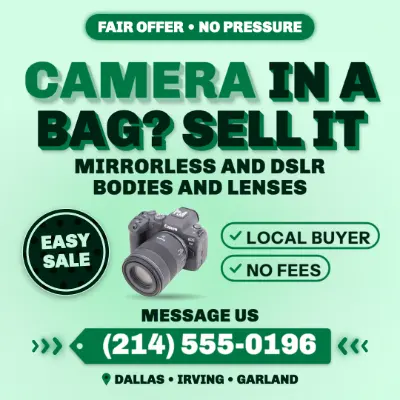 FAIR OFFER • NO PRESSURE
CAMERA IN A
BAG? SELL IT
MIRRORLESS AND DSLR
BODIES AND LENSES
EASY
SALE
Canon
LOCAL BUYER
NO FEES
MESSAGE US
(214) 555-0196
DALLAS • IRVING • GARLAND